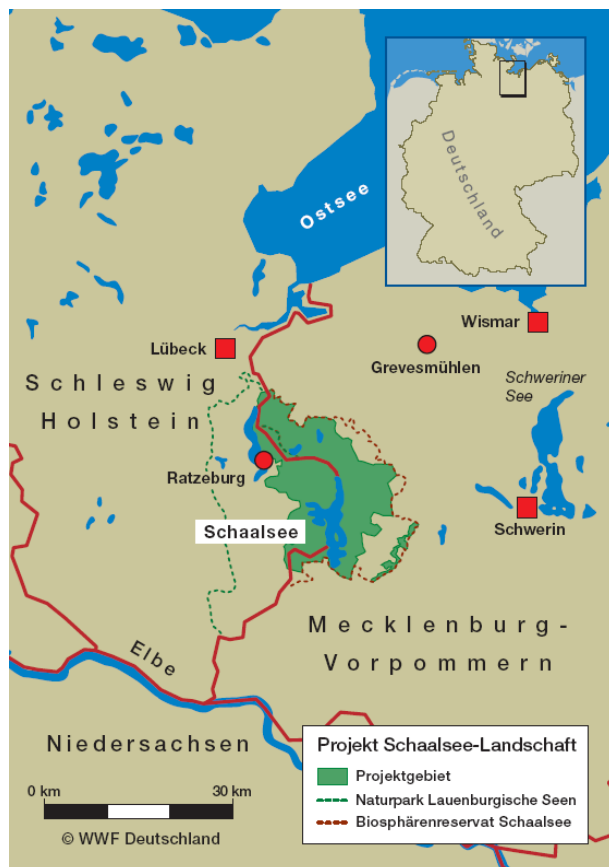 Deutschland
Ostsee
Wismar
Lübeck
Grevesmühlen
Schleswig
Holstein
Schweriner
See
Ratzeburg
Schwerin
Schaalsee
Mecklenburg-
Vorpommern
Elbe
Niedersachsen
Projekt Schaalsee-Landschaft
Projektgebiet
Naturpark Lauenburgische Seen
Biosphärenreservat Schaalsee
0 km
30 km
© WWF Deutschland